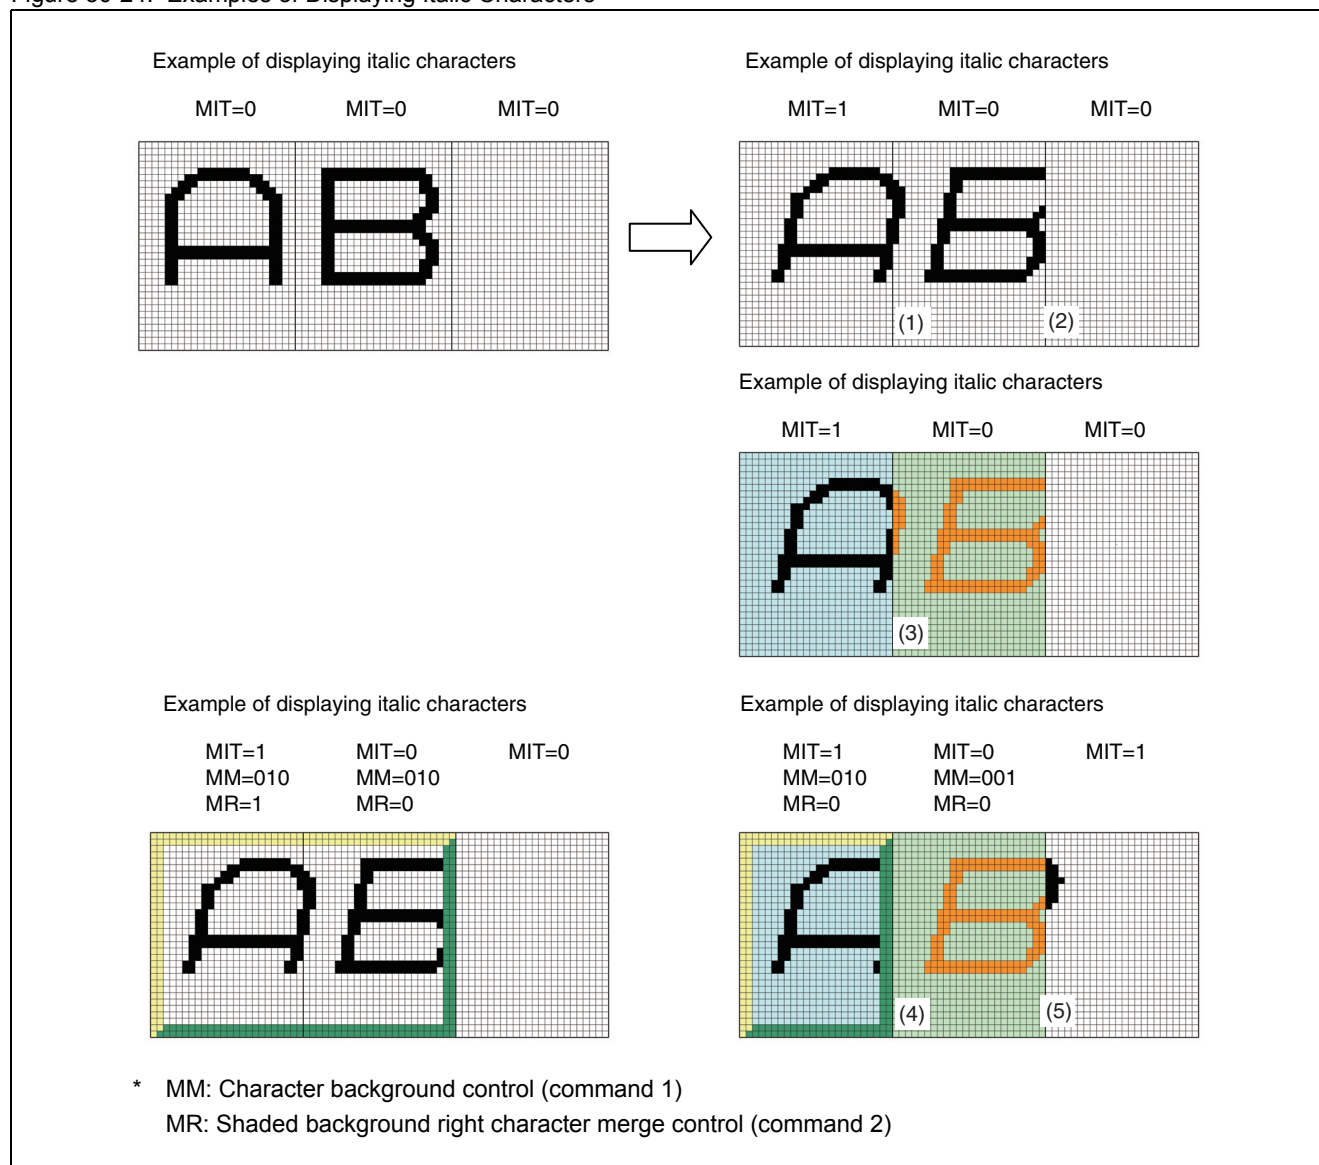 Example of displaying italic characters
MIT=0 MIT=0 MIT=0
Example of displaying italic characters
MIT=1 MIT=0 MIT=0
(1) (2)
Example of displaying italic characters
MIT=1 MIT=0 MIT=0
(3)
Example of displaying italic characters
MIT=1 MIT=0 MIT=0
MM=010 MM=010
MR=1 MR=0
Example of displaying italic characters
MIT=1 MIT=0 MIT=1
MM=010 MM=001
MR=0 MR=0
(4) (5)
* MM: Character background control (command 1)
MR: Shaded background right character merge control (command 2)